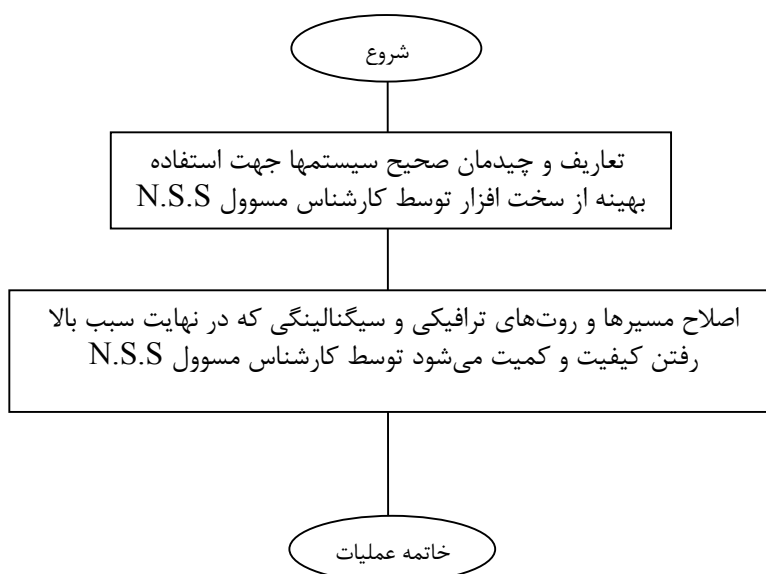 شروع
تعاریف و چیدمان صحیح سیستمها جهت استفاده
بهینه از سخت افزار توسط کارشناس مسوول N.S.S
اصلاح مسیرها و روت‌های ترافیکی و سیگنالینگی که در نهایت سبب بالا
رفتن کیفیت و کمیت می‌شود توسط کارشناس مسوول N.S.S
خاتمه عملیات